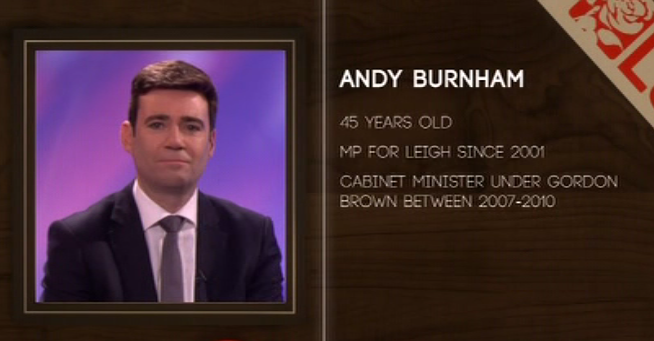 ANDY BURNHAM
45 YEARS OLD
MP FOR LEIGH SINCE 2001
CABINET MINISTER UNDER GORDON
BROWN BETWEEN 2007-2010